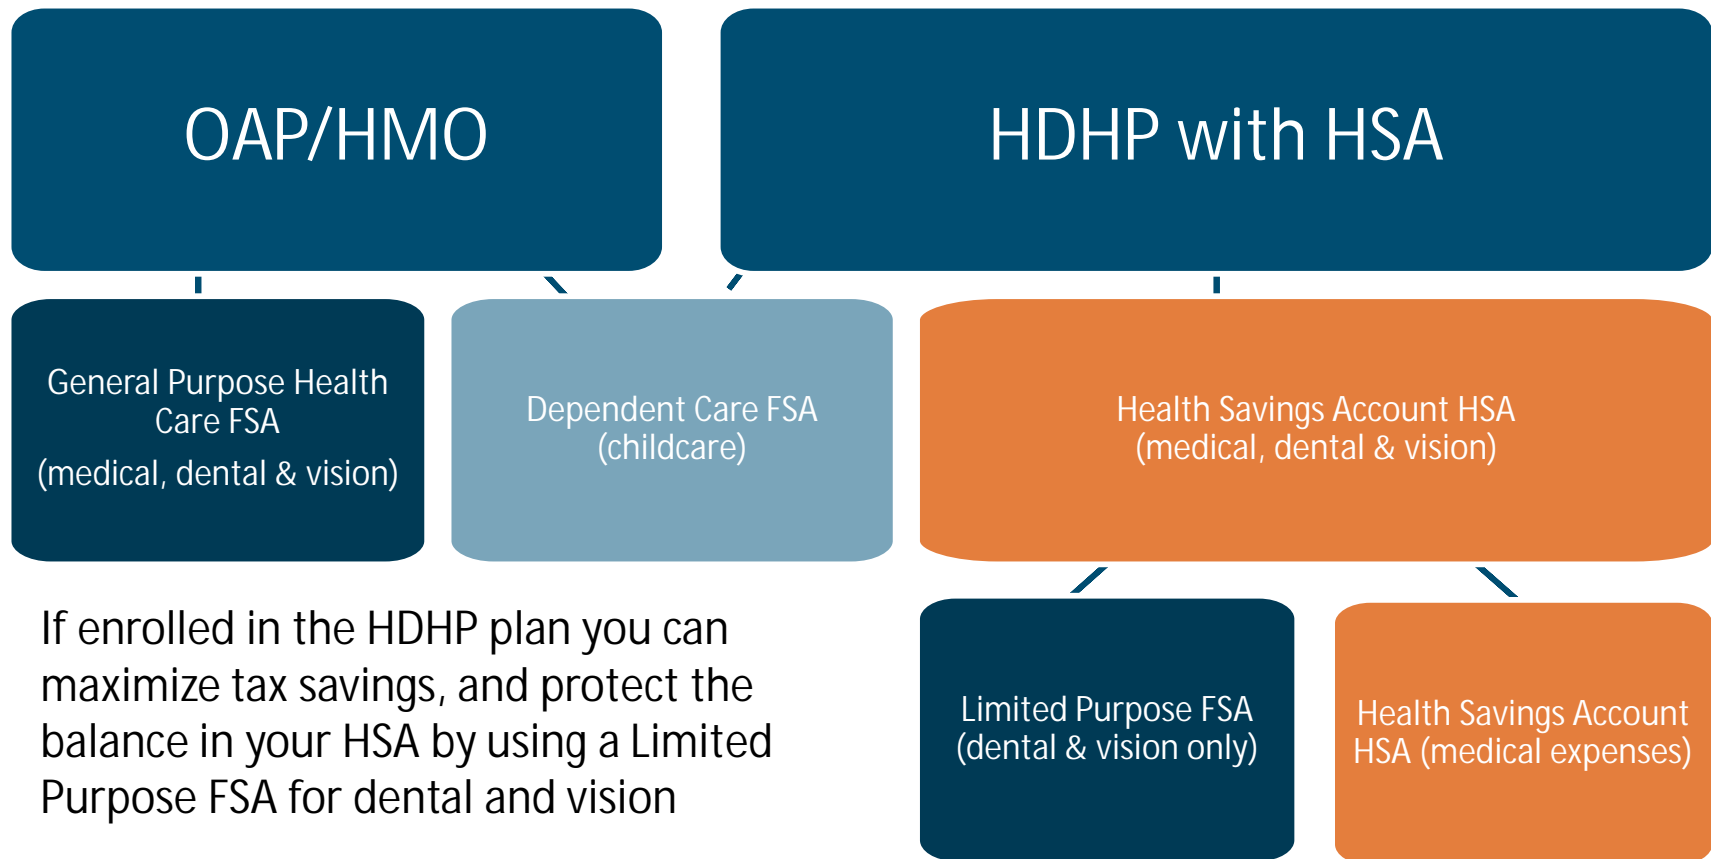 OAP/HMO
HDHP with HSA
General Purpose Health
Care FSA
(medical, dental & vision)
Dependent Care FSA
(childcare)
Health Savings Account HSA
(medical, dental & vision)
If enrolled in the HDHP plan you can
maximize tax savings, and protect the
balance in your HSA by using a Limited
Purpose FSA for dental and vision
Limited Purpose FSA
(dental & vision only)
Health Savings Account
HSA (medical expenses)